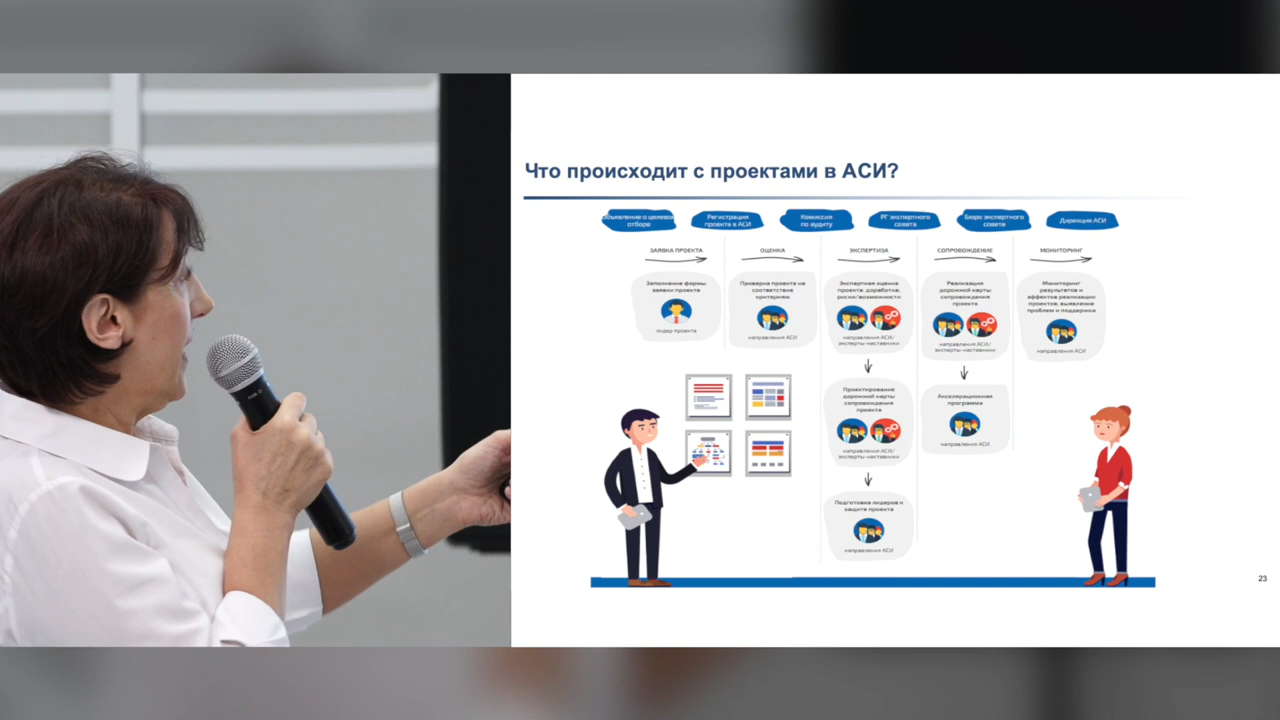 Что происходит с проектами в АСИ?
Объявление о целевом
отборе
Регистрация
проекта в АСИ
Комиссия
по аудиту
РГ экспертного
совета
Бюро экспертного
совета
Дирекция АСИ
ЗАЯВКА ПРОЕКТА
ОЦЕНКА
ЭКСПЕРТИЗА
СОПРОВОЖДЕНИЕ
МОНИТОРИНГ
Заполнение формы
заявки проекта
лидер проекта
Проверка проекта на
соответствие
критериям
направления АСИ
Экспертная оценка
проекта: доработка,
риски/возможности
направления АСИ/
эксперты-наставники
Реализация
дорожной карты
сопровождения
проекта
направления АСИ/
эксперты-наставники
Мониторинг
результатов и
эффектов реализации
проектов, выявление
проблем и поддержка
направления АСИ
Проектирование
дорожной карты
сопровождения
проекта
направления АСИ/
эксперты-наставники
Акселерационная
программа
направления АСИ
Подготовка лидеров к
защите проекта
направления АСИ
23